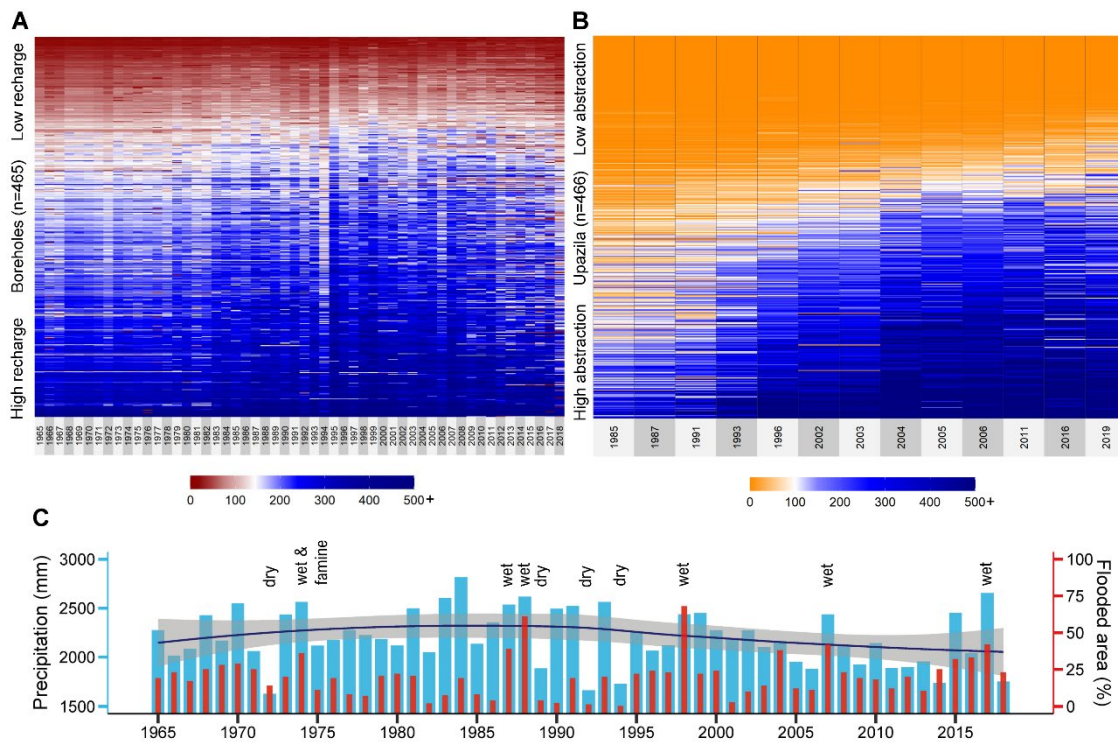 A
Low recharge
Boreholes (n=465)
High recharge
1965 1966 1967 1968 1969 1970 1971 1972 1973 1974 1975 1976 1977 1978 1979 1980 1981 1982 1983 1984 1985 1986 1987 1988 1989 1990 1991 1992 1993 1994 1995 1996 1997 1998 1999 2000 2001 2002 2003 2004 2005 2006 2007 2008 2009 2010 2011 2012 2013 2014 2015 2016 2017 2018
0 100 200 300 400 500 +
B
Low abstraction
Upazila (n=466)
High abstraction
1985 1987 1991 1993 1996 2002 2003 2004 2005 2006 2011 2016 2019
0 100 200 300 400 500 +
C
Precipitation (mm)
3000
2500
2000
1500
dry
wet &
famine
wet
wet
dry
dry
dry
wet
wet
wet
100
75
50
25
0
Flooded area (%)
1965 1970 1975 1980 1985 1990 1995 2000 2005 2010 2015